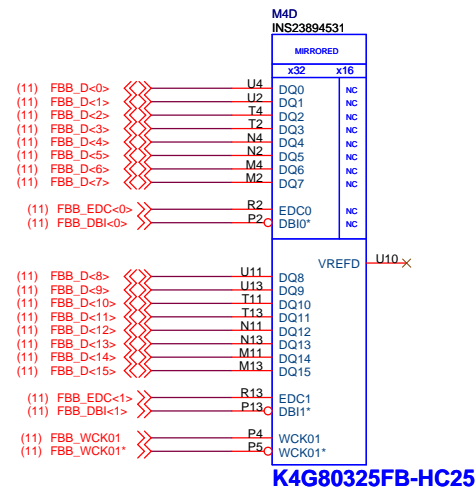 M4D
INS23894531
MIRRORED
x32 x16
(11) FBB_D<0> U4 DQ0 NC
(11) FBB_D<1> U2 DQ1 NC
(11) FBB_D<2> T4 DQ2 NC
(11) FBB_D<3> T2 DQ3 NC
(11) FBB_D<4> N4 DQ4 NC
(11) FBB_D<5> N2 DQ5 NC
(11) FBB_D<6> M4 DQ6 NC
(11) FBB_D<7> M2 DQ7 NC
(11) FBB_EDC<0> R2 EDC0 NC
(11) FBB_DBI<0> P2 DBI0* NC
VREFD U10
(11) FBB_D<8> U11 DQ8
(11) FBB_D<9> U13 DQ9
(11) FBB_D<10> T11 DQ10
(11) FBB_D<11> T13 DQ11
(11) FBB_D<12> N11 DQ12
(11) FBB_D<13> N13 DQ13
(11) FBB_D<14> M11 DQ14
(11) FBB_D<15> M13 DQ15
(11) FBB_EDC<1> R13 EDC1
(11) FBB_DBI<1> P13 DBI1*
(11) FBB_WCK01 P4 WCK01
(11) FBB_WCK01* P5 WCK01*
K4G80325FB-HC25